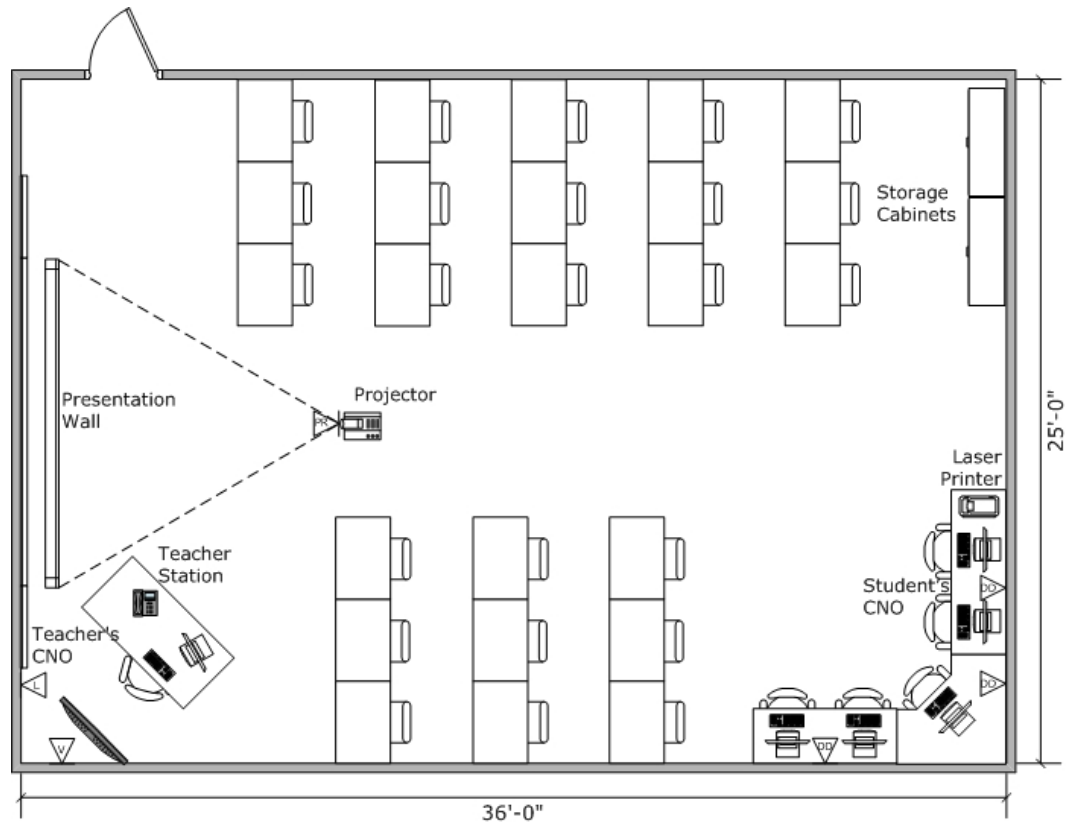 Storage
Cabinets
Presentation
Wall
PR
Projector
25'-0"
Laser
Printer
Teacher
Station
Student's
CNO
DD
Teacher's
CNO
L
DD
V
DD
36'-0"